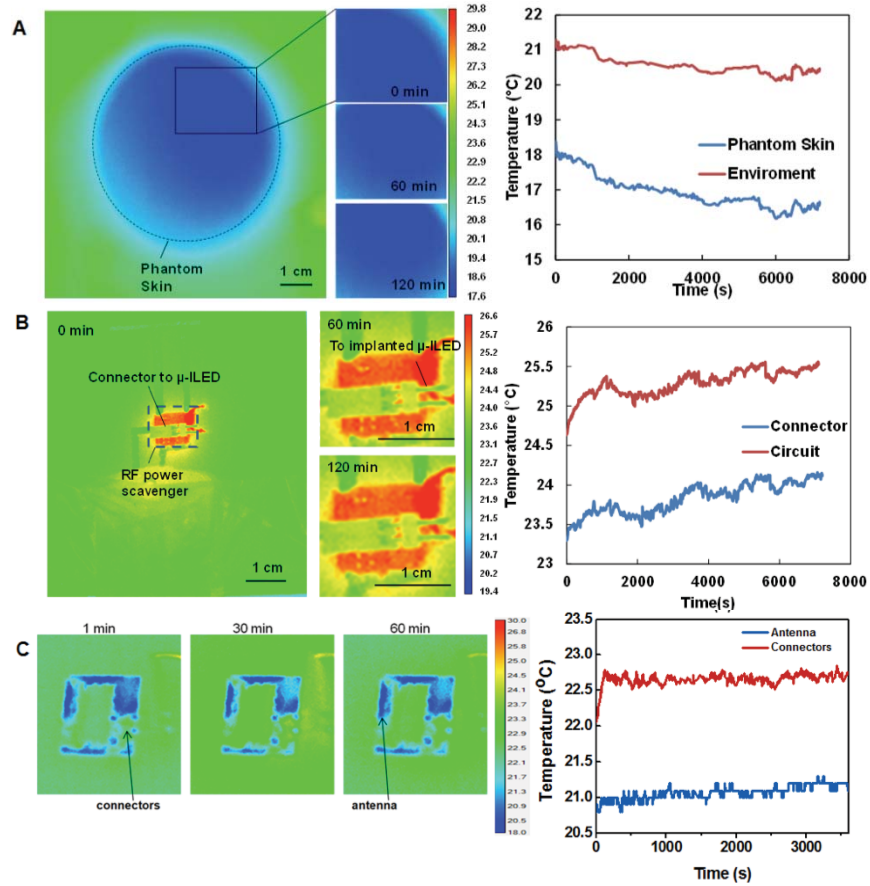 A
0 min
60 min
120 min
Phantom
Skin
1 cm
29.8
29.0
28.2
27.3
26.7
25.9
25.1
24.3
23.6
22.9
22.2
21.5
20.8
20.1
19.4
18.6
17.6
Temperature (°C)
22
21
20
19
18
17
16
15
Phantom Skin
Enviroment
0
2000
4000
6000
8000
Time (s)
B
0 min
Connector to µ-ILED
RF power
scavenger
1 cm
60 min
To implanted µ-ILED
1 cm
120 min
1 cm
26.6
25.7
25.2
24.8
24.4
24.0
23.6
23.1
22.7
22.3
21.9
21.5
21.1
20.7
20.2
19.4
Temperature (°C)
26
25.5
25
24.5
24
23.5
23
Connector
Circuit
0
2000
4000
6000
8000
Time(s)
C
1 min
30 min
60 min
connectors
antenna
30.0
26.8
25.8
25.1
24.5
23.9
23.3
22.9
22.5
22.1
21.7
21.3
20.9
20.5
18.0
Temperature (°C)
23.5
23.0
22.5
22.0
21.5
21.0
20.5
Antenna
Connectors
0
1000
2000
3000
Time (s)